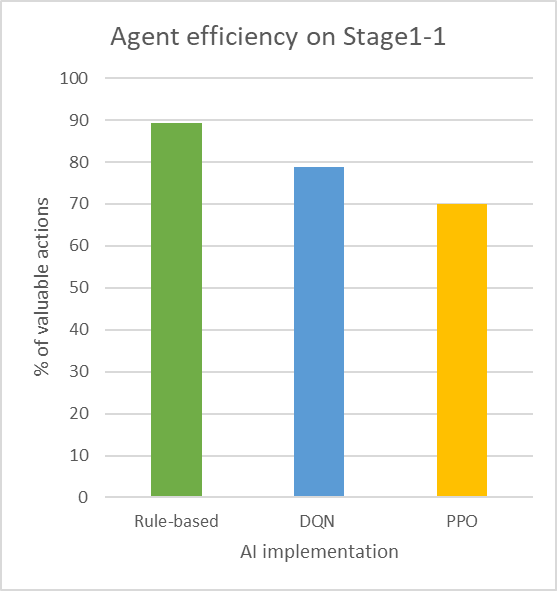 Agent efficiency on Stage1-1
100
90
80
70
60
50
40
30
20
10
0
% of valuable actions
Rule-based
DQN
PPO
AI implementation